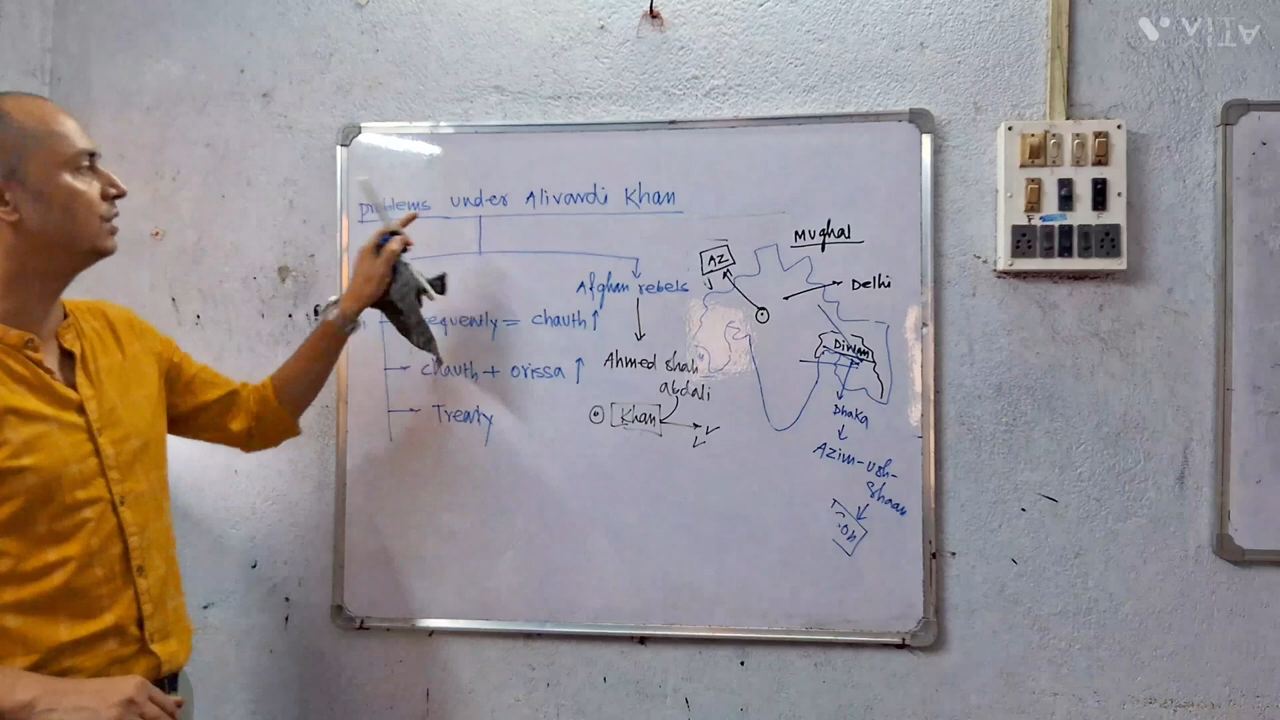 Problems under Alivardi Khan
Afghan rebels
= chauth ↑
chauth + orissa ↑
Treaty
Ahmed shah
abdali
Khan
Mughal
AZ
Delhi
Diwan
Dhaka
Azim-ush-
Shaan
VITA
F F